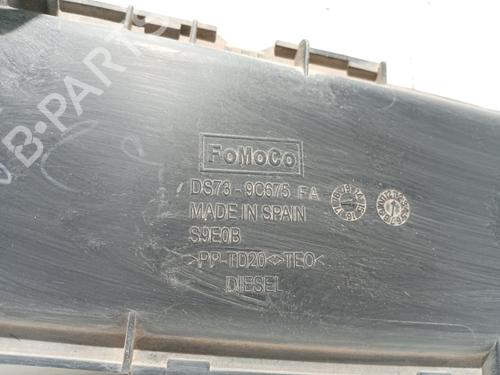 B-PARTS
FoMoCo
DS73 - 9C675 FA
MADE IN SPAIN
S9E0B
>PP-TD20<>TEO<
DIESEL